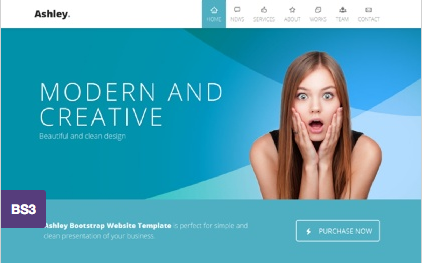 Ashley.
HOME NEWS SERVICES ABOUT WORKS TEAM CONTACT
MODERN AND
CREATIVE
Beautiful and clean design
BS3
Ashley Bootstrap Website Template is perfect for simple and
clean presentation of your business.
PURCHASE NOW